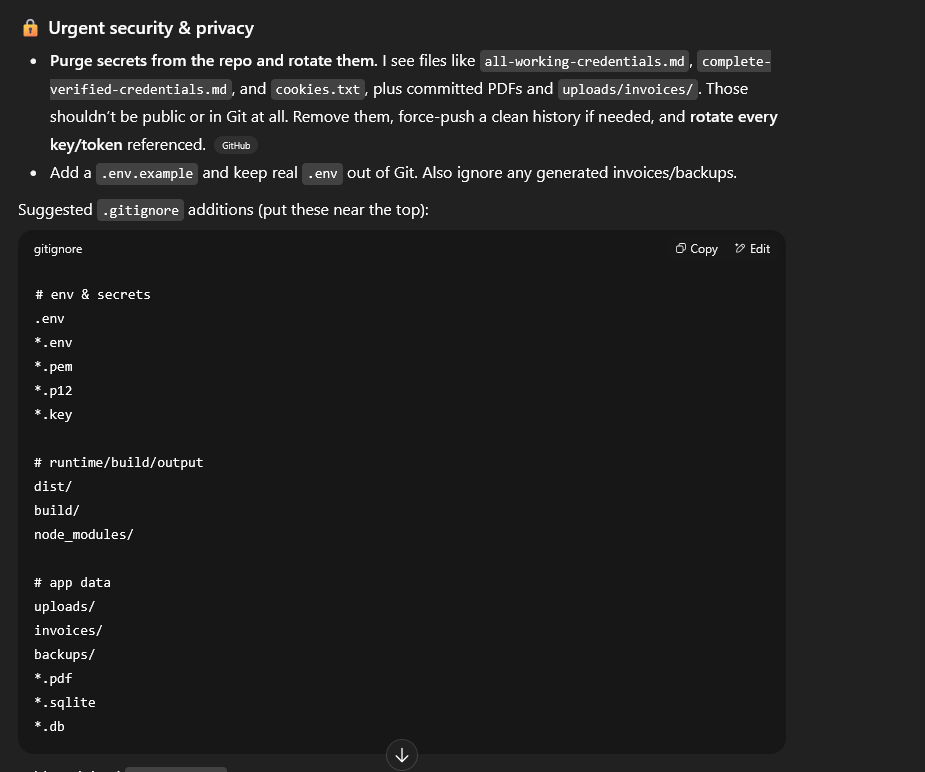 🔒 Urgent security & privacy
• Purge secrets from the repo and rotate them. I see files like all-working-credentials.md, complete-
verified-credentials.md, and cookies.txt, plus committed PDFs and uploads/invoices/. Those
shouldn't be public or in Git at all. Remove them, force-push a clean history if needed, and rotate every
key/token referenced. GitHub
• Add a .env.example and keep real .env out of Git. Also ignore any generated invoices/backups.
Suggested .gitignore additions (put these near the top):
gitignore Copy Edit
# env & secrets
.env
*.env
*.pem
*.p12
*.key
# runtime/build/output
dist/
build/
node_modules/
# app data
uploads/
invoices/
backups/
*.pdf
*.sqlite
*.db